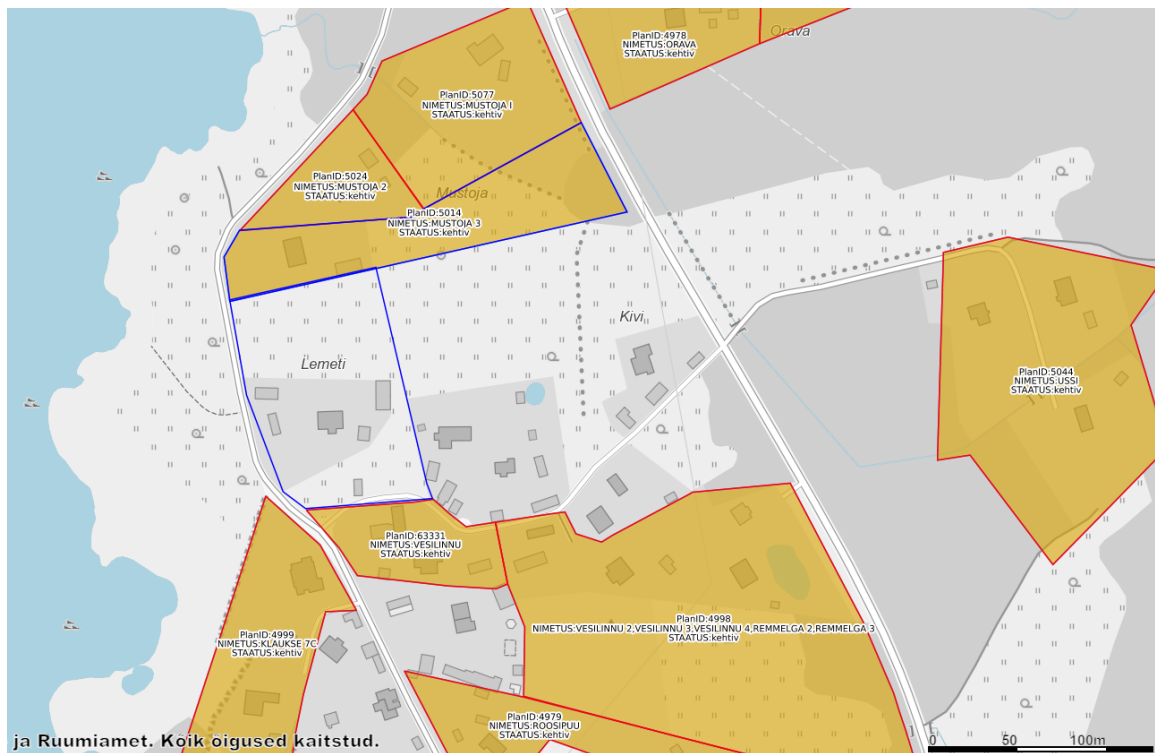 Orava
PlanID:4978
NIMETUS:ORAVA
STAATUS:kehtiv
PlanID:5077
NIMETUS:MUSTOJA I
STAATUS:kehtiv
PlanID:5024
NIMETUS:MUSTOJA 2
STAATUS:kehtiv
Mustoja
PlanID:5014
NIMETUS:MUSTOJA 3
STAATUS:kehtiv
Kivi
Lemeti
PlanID:5044
NIMETUS:USSI
STAATUS:kehtiv
PlanID:63331
NIMETUS:VESILINNU
STAATUS:kehtiv
PlanID:4998
NIMETUS:VESILINNU 2,VESILINNU 3,VESILINNU 4,REMMELGA 2,REMMELGA 3
STAATUS:kehtiv
PlanID:4999
NIMETUS:KLAUKSE 7C
STAATUS:kehtiv
PlanID:4979
NIMETUS:ROOSIPUU
STAATUS:kehtiv
ja Ruumiamet. Kõik õigused kaitstud.
0 50 100m